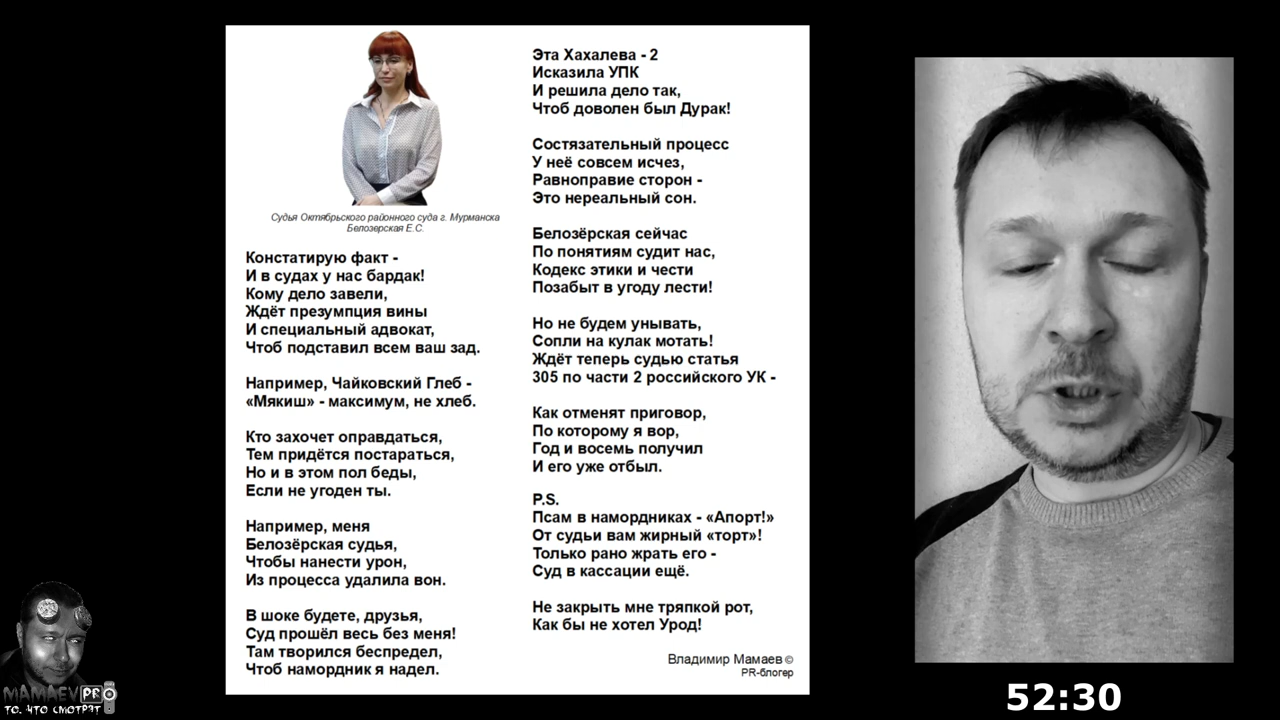 Судья Октябрьского районного суда г. Мурманска
Белозерская Е.С.
Констатирую факт -
И в судах у нас бардак!
Кому дело завели,
Ждёт презумпция вины
И специальный адвокат,
Чтоб подставил всем ваш зад.
Например, Чайковский Глеб -
«Мякиш» - максимум, не хлеб.
Кто захочет оправдаться,
Тем придётся постараться,
Но и в этом пол беды,
Если не угоден ты.
Например, меня
Белозёрская судья,
Чтобы нанести урон,
Из процесса удалила вон.
В шоке будете, друзья,
Суд прошёл весь без меня!
Там творился беспредел,
Чтоб намордник я надел.
Эта Хахалева - 2
Исказила УПК
И решила дело так,
Чтоб доволен был Дурак!
Состязательный процесс
У неё совсем исчез,
Равноправие сторон -
Это нереальный сон.
Белозёрская сейчас
По понятиям судит нас,
Кодекс этики и чести
Позабыт в угоду лести!
Но не будем унывать,
Сопли на кулак мотать!
Ждёт теперь судью статья
305 по части 2 российского УК -
Как отменят приговор,
По которому я вор,
Год и восемь получил
И его уже отбыл.
P.S.
Псам в намордниках - «Апорт!»
От судьи вам жирный «торт»!
Только рано жрать его -
Суд в кассации ещё.
Не закрыть мне тряпкой рот,
Как бы не хотел Урод!
Владимир Мамаев ©
PR-блогер
MAMAEV PRO
ТО, ЧТО СМОТРЯТ
52:30